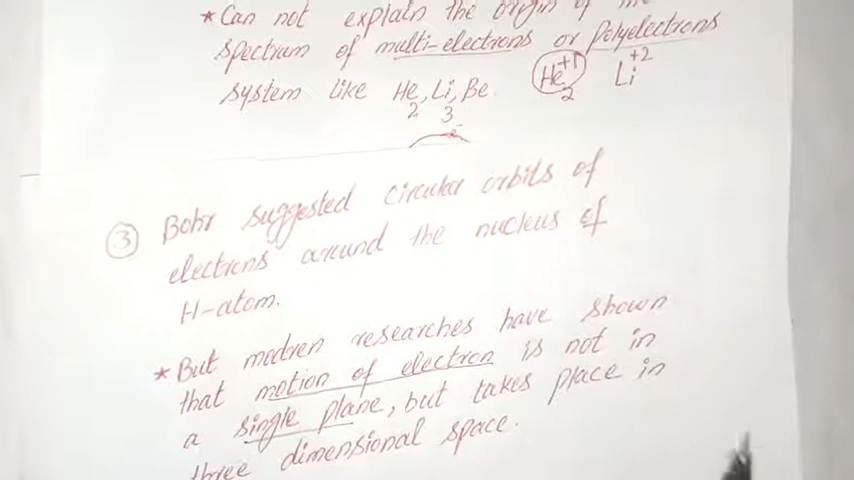 *Can not explain the origin of the
spectrum of multi-electrons or polyelectrons
system like He, Li, Be. He+1 Li+2
2 3 2
e-
③ Bohr suggested circular orbits of
electrons around the nucleus of
H-atom.
*But modren researches have shown
that motion of electron is not in
a single plane, but takes place in
three dimensional space.